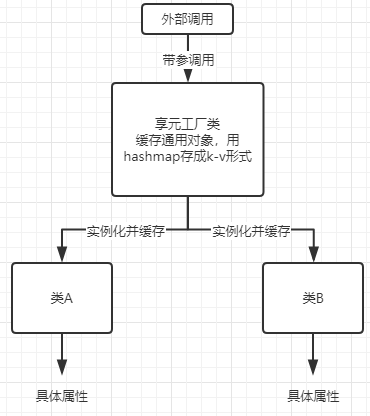 外部调用
带参调用
享元工厂类
缓存通用对象，用
hashmap存成k-v形式
实例化并缓存
实例化并缓存
类A
类B
具体属性
具体属性